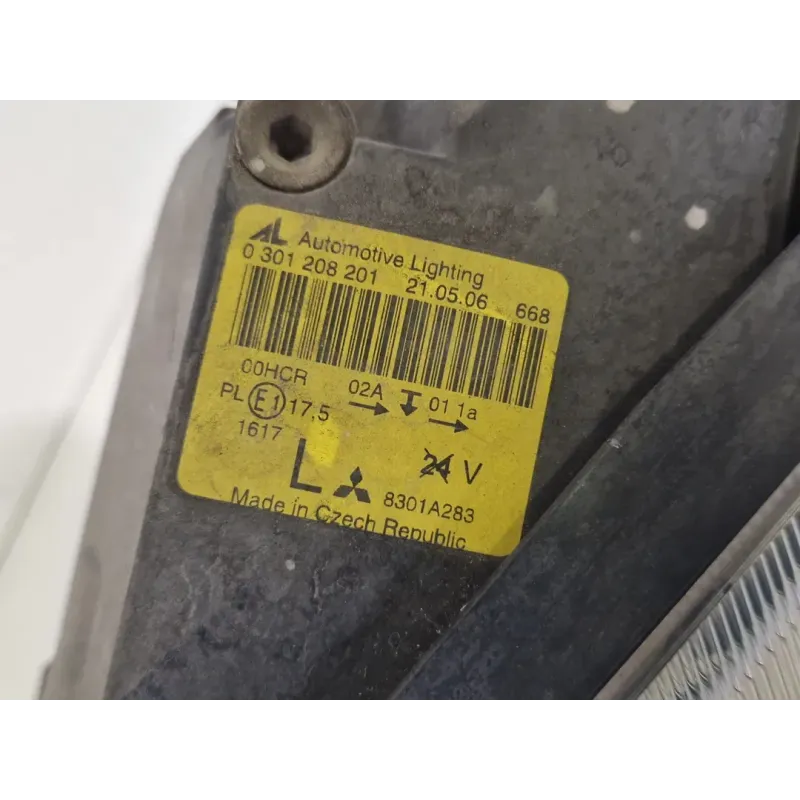 AL Automotive Lighting
0 301 208 201 21.05.06 668
00HCR 02A 01 1a
PL E1 17,5
1617
24 V
L 8301A283
Made in Czech Republic